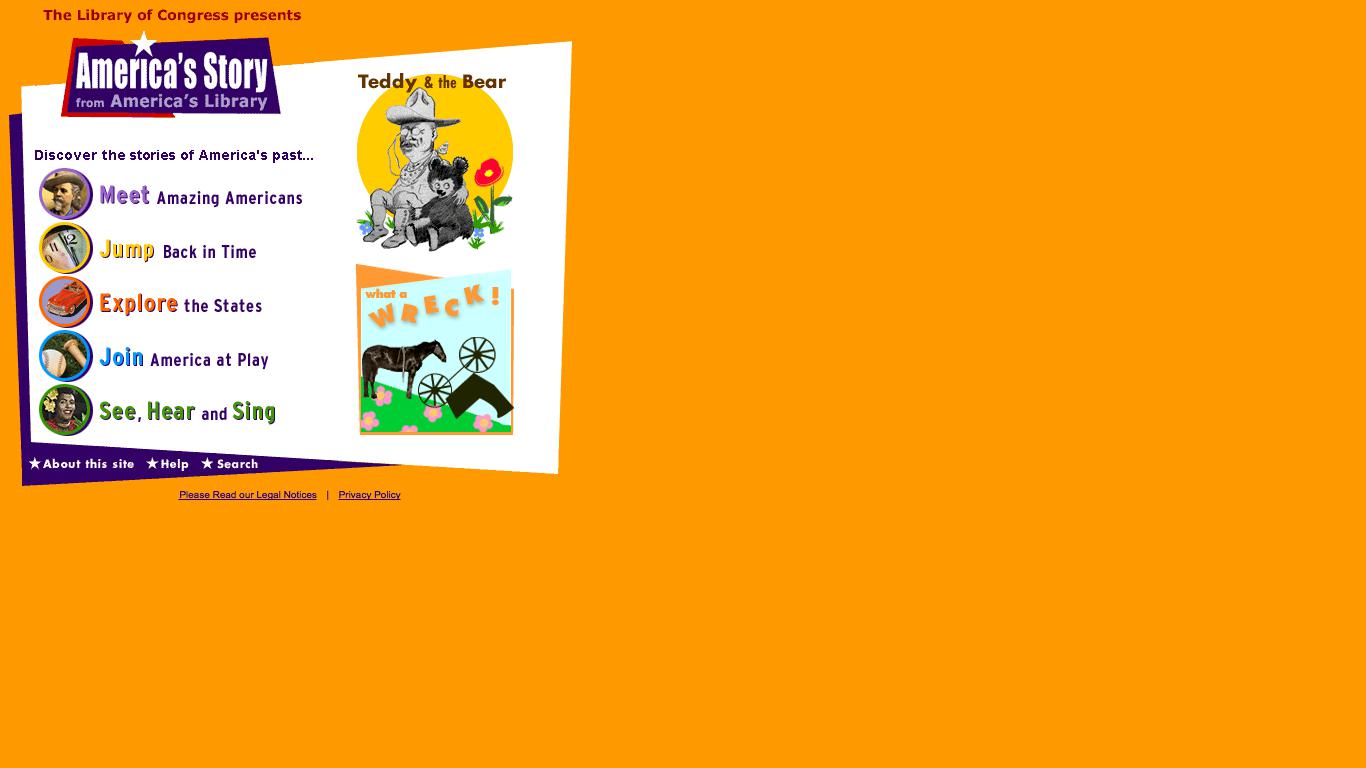 The Library of Congress presents
America's Story
from America's Library
Discover the stories of America's past...
Meet Amazing Americans
Jump Back in Time
Explore the States
Join America at Play
See, Hear and Sing
Teddy & the Bear
what a
WRECK!
About this site Help Search
Please Read our Legal Notices | Privacy Policy